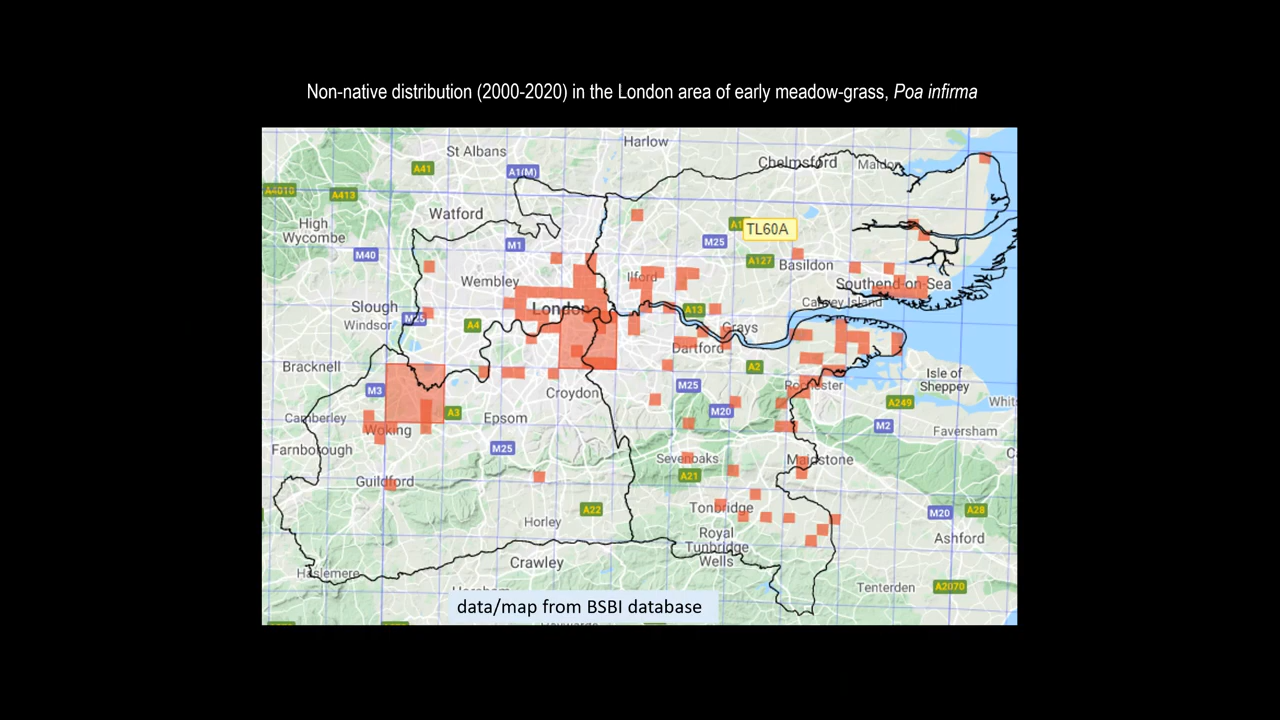 Non-native distribution (2000-2020) in the London area of early meadow-grass, Poa infirma
Harlow
St Albans
Chelmsford
Maldon
A41
A1(M)
A4010
A413
Watford
High
Wycombe
TL60A
M25
M1
M40
A127
Basildon
Ilford
Wembley
Southend-on-Sea
Canvey Island
Slough
London
A13
M25
Windsor
A4
Grays
Dartford
Bracknell
A2
Isle of
Sheppey
M3
M25
Rochester
Croydon
Whits
A249
Camberley
A3
Epsom
M20
M2
Woking
Faversham
Farnborough
M25
Sevenoaks
Maidstone
A21
Guildford
A22
Tonbridge
M20
A28
Horley
Royal
Tunbridge
Wells
Ashford
Crawley
Haslemere
Tenterden
A2070
data/map from BSBI database